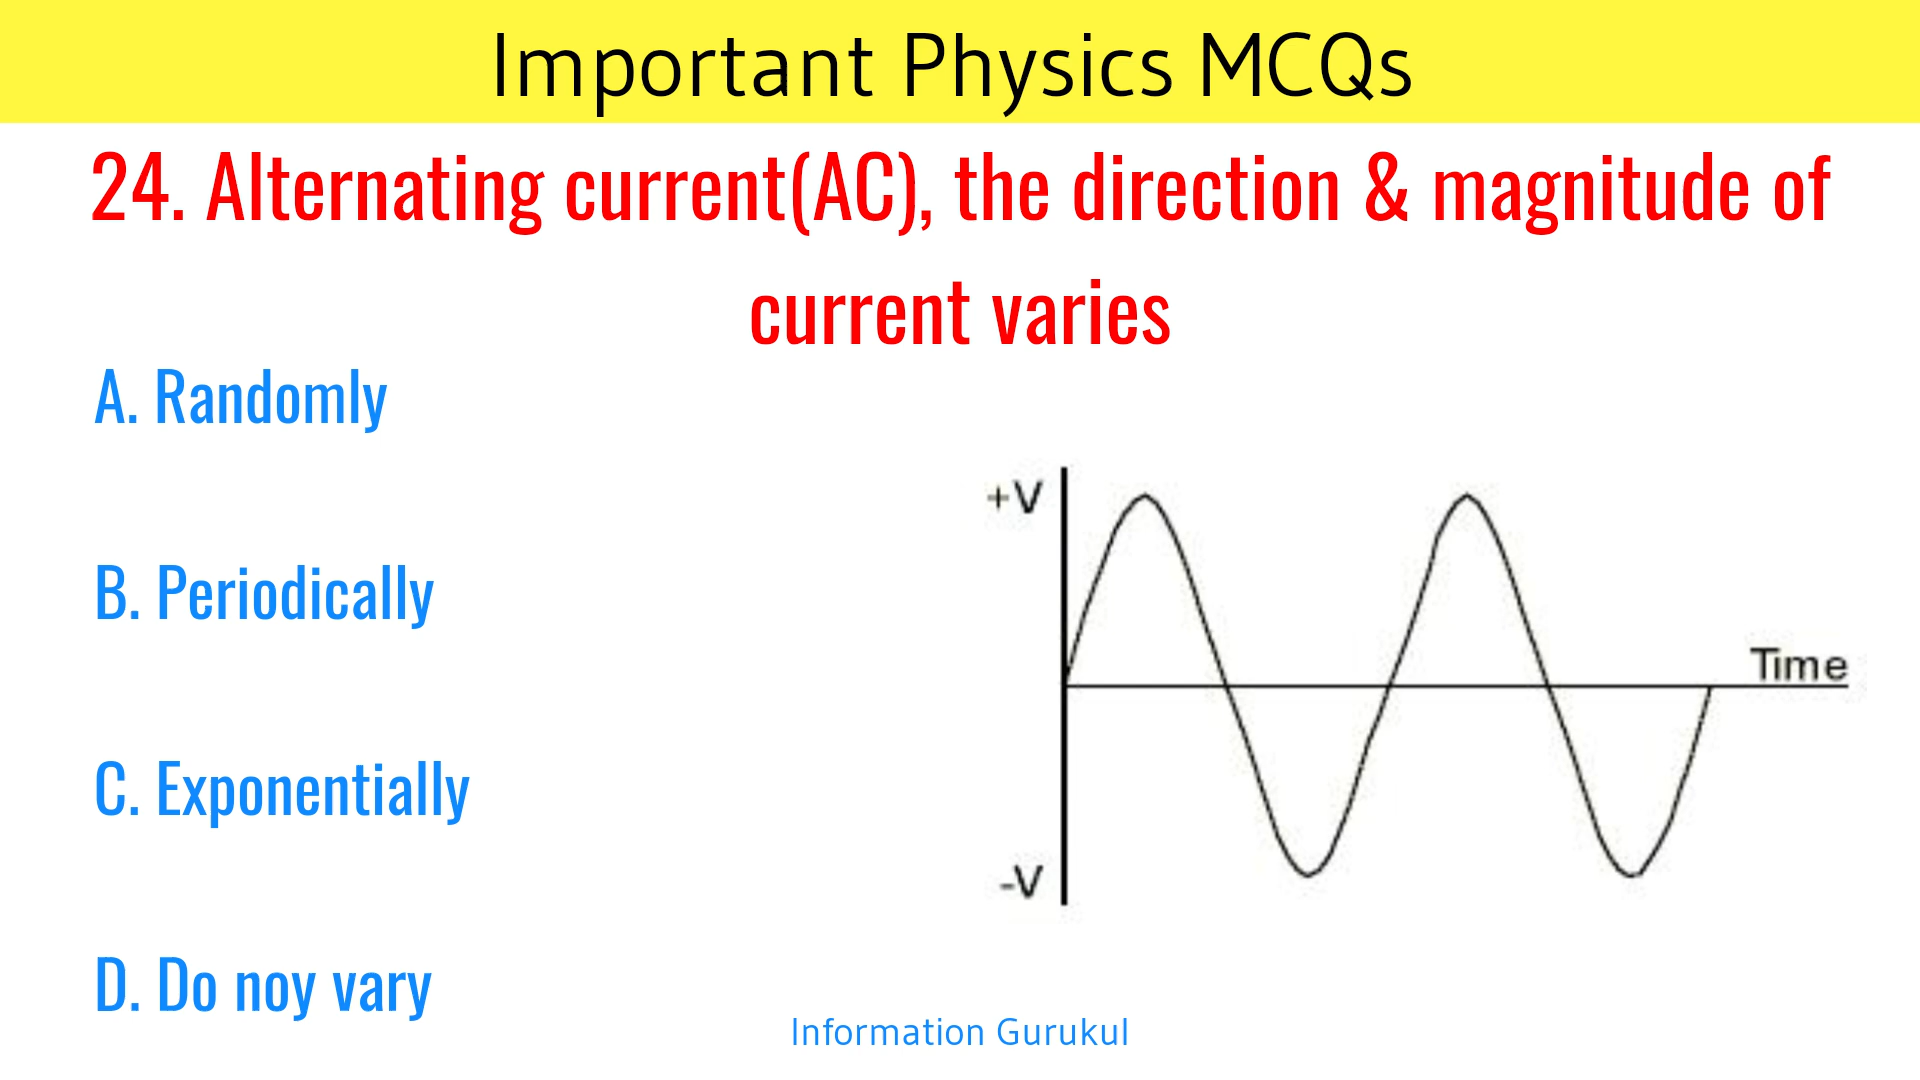 Important Physics MCQs
24. Alternating current(AC), the direction & magnitude of
current varies
A. Randomly
B. Periodically
C. Exponentially
D. Do noy vary
+V
Time
-V
Information Gurukul